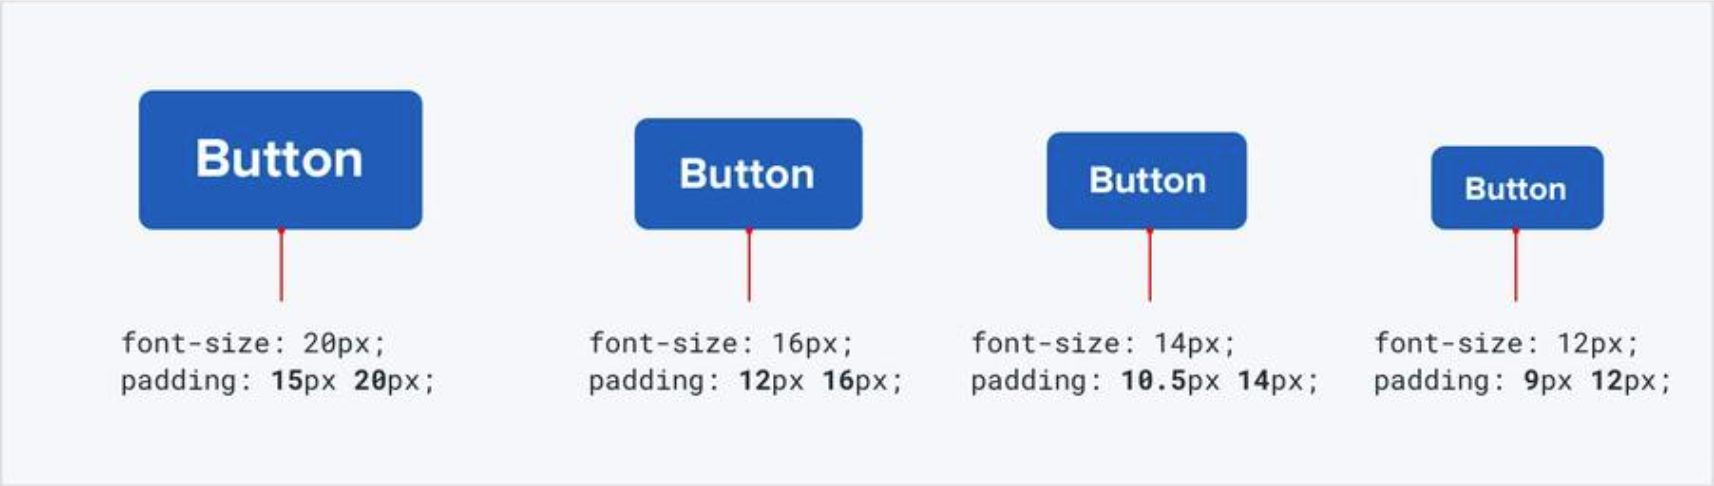 Button
Button
Button
Button
font-size: 20px;
padding: 15px 20px;
font-size: 16px;
padding: 12px 16px;
font-size: 14px;
padding: 10.5px 14px;
font-size: 12px;
padding: 9px 12px;